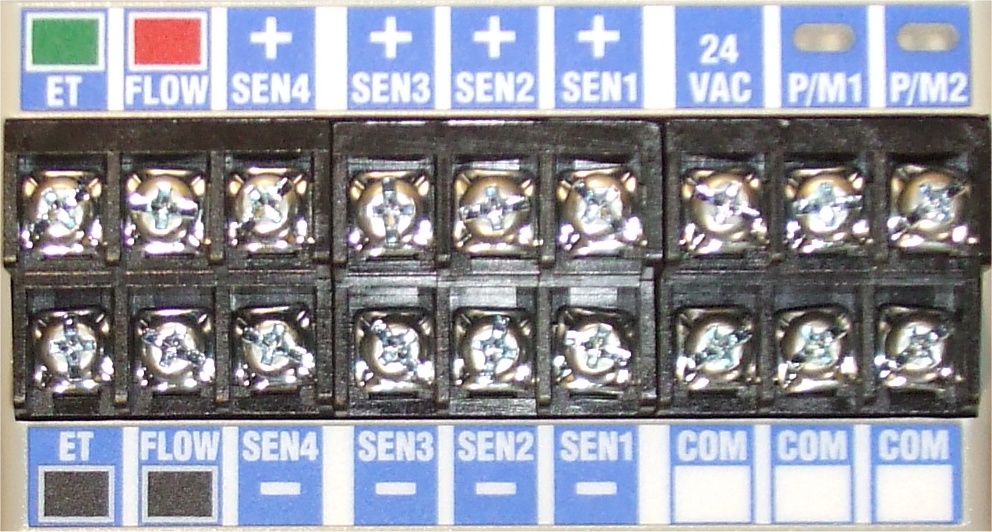 + + + + 24
ET FLOW SEN4 SEN3 SEN2 SEN1 VAC P/M1 P/M2
ET FLOW SEN4 SEN3 SEN2 SEN1 COM COM COM
- - - -